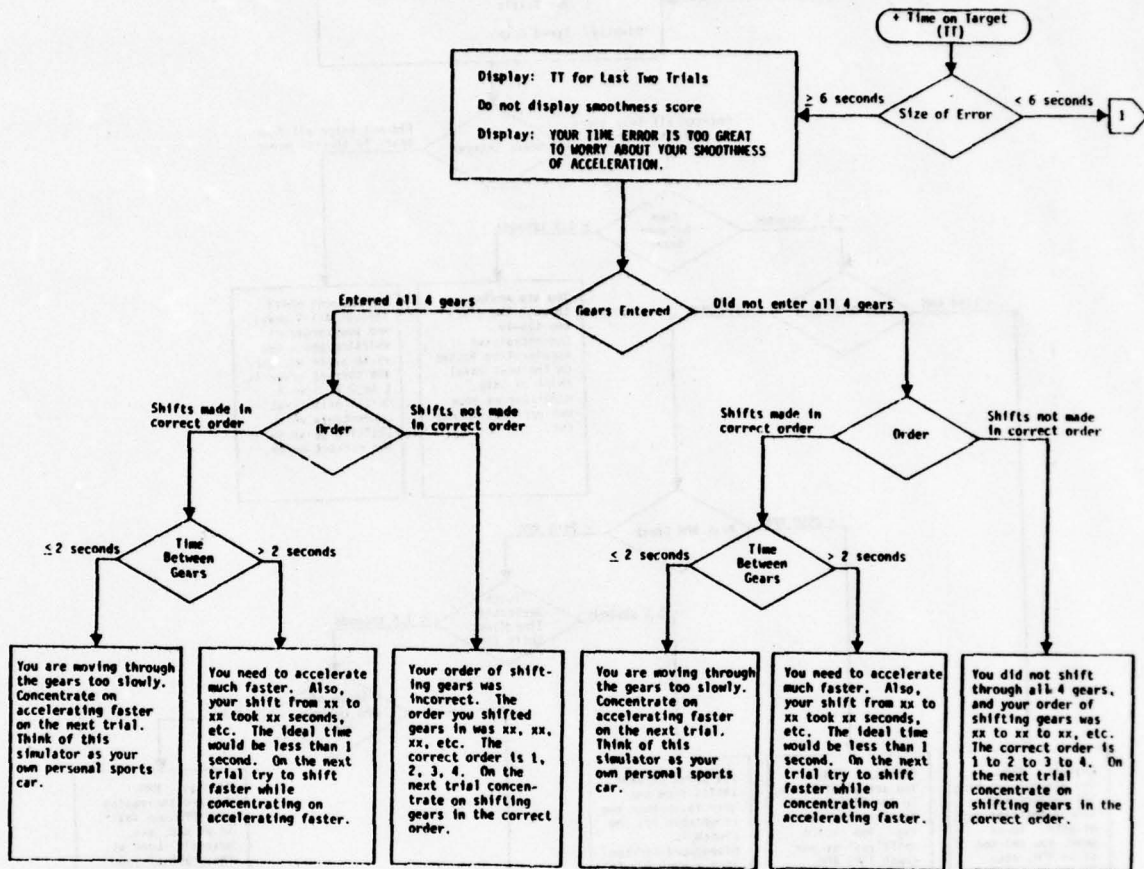 + Time on Target
(TT)
Display: TT for Last Two Trials
Do not display smoothness score
Display: YOUR TIME ERROR IS TOO GREAT
TO WORRY ABOUT YOUR SMOOTHNESS
OF ACCELERATION.
≥ 6 seconds
Size of Error
< 6 seconds
1
Entered all 4 gears
Gears Entered
Did not enter all 4 gears
Shifts made in
correct order
Order
Shifts not made
in correct order
Shifts made in
correct order
Order
Shifts not made
in correct order
≤ 2 seconds
Time
Between
Gears
> 2 seconds
≤ 2 seconds
Time
Between
Gears
> 2 seconds
You are moving through
the gears too slowly.
Concentrate on
accelerating faster
on the next trial.
Think of this
simulator as your
own personal sports
car.
You need to accelerate
much faster. Also,
your shift from xx to
xx took xx seconds,
etc. The ideal time
would be less than 1
second. On the next
trial try to shift
faster while
concentrating on
accelerating faster.
Your order of shift-
ing gears was
incorrect. The
order you shifted
gears in was xx, xx,
xx, etc. The
correct order is 1,
2, 3, 4. On the
next trial concen-
trate on shifting
gears in the correct
order.
You are moving through
the gears too slowly.
Concentrate on
accelerating faster
on the next trial.
Think of this
simulator as your
own personal sports
car.
You need to accelerate
much faster. Also,
your shift from xx to
xx took xx seconds,
etc. The ideal time
would be less than 1
second. On the next
trial try to shift
faster while
concentrating on
accelerating faster.
You did not shift
through all 4 gears,
and your order of
shifting gears was
xx to xx to xx, etc.
The correct order is
1 to 2 to 3 to 4. On
the next trial
concentrate on
shifting gears in the
correct order.